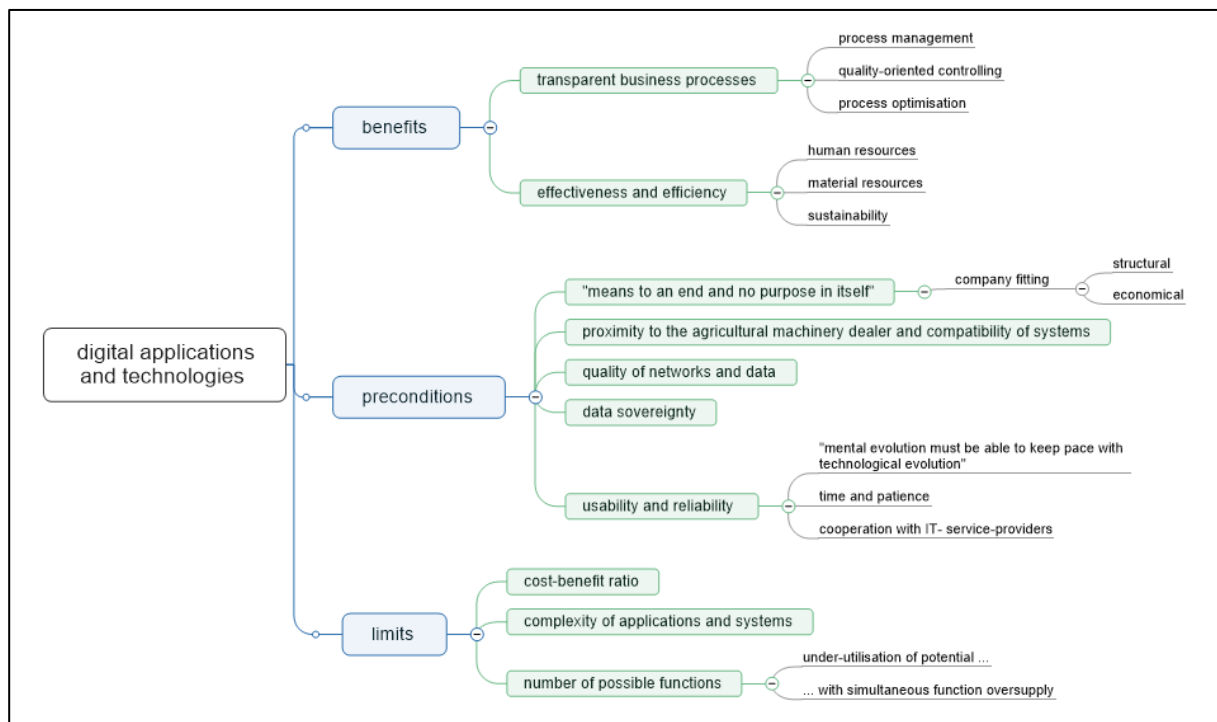 digital applications
and technologies
benefits
transparent business processes
process management
quality-oriented controlling
process optimisation
effectiveness and efficiency
human resources
material resources
sustainability
preconditions
"means to an end and no purpose in itself"
company fitting
structural
economical
proximity to the agricultural machinery dealer and compatibility of systems
quality of networks and data
data sovereignty
usability and reliability
"mental evolution must be able to keep pace with
technological evolution"
time and patience
cooperation with IT- service-providers
limits
cost-benefit ratio
complexity of applications and systems
number of possible functions
under-utilisation of potential ...
... with simultaneous function oversupply